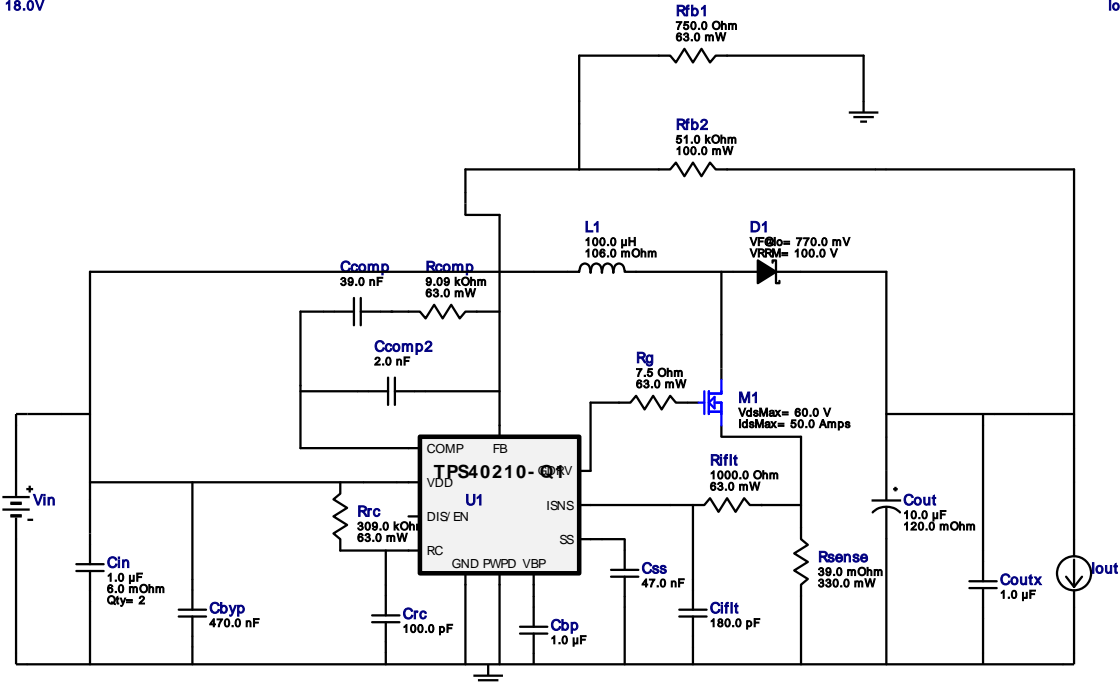 18.0V
Io
Rfb1
750.0 Ohm
63.0 mW
Rfb2
51.0 kOhm
100.0 mW
L1
100.0 µH
106.0 mOhm
D1
VF@Io= 770.0 mV
VRRM= 100.0 V
Ccomp
39.0 nF
Rcomp
9.09 kOhm
63.0 mW
Ccomp2
2.0 nF
Rg
7.5 Ohm
63.0 mW
M1
VdsMax= 60.0 V
IdsMax= 50.0 Amps
COMP
FB
TPS40210-Q1
GDRV
VDD
U1
DIS/EN
ISNS
RC
SS
GND
PWPD
VBP
Riflt
1000.0 Ohm
63.0 mW
Vin
+
-
Rrc
309.0 kOhm
63.0 mW
Cout
10.0 µF
120.0 mOhm
Cin
1.0 µF
6.0 mOhm
Qty= 2
Cbyp
470.0 nF
Crc
100.0 pF
Cbp
1.0 µF
Css
47.0 nF
Ciflt
180.0 pF
Rsense
39.0 mOhm
330.0 mW
Coutx
1.0 µF
Iout